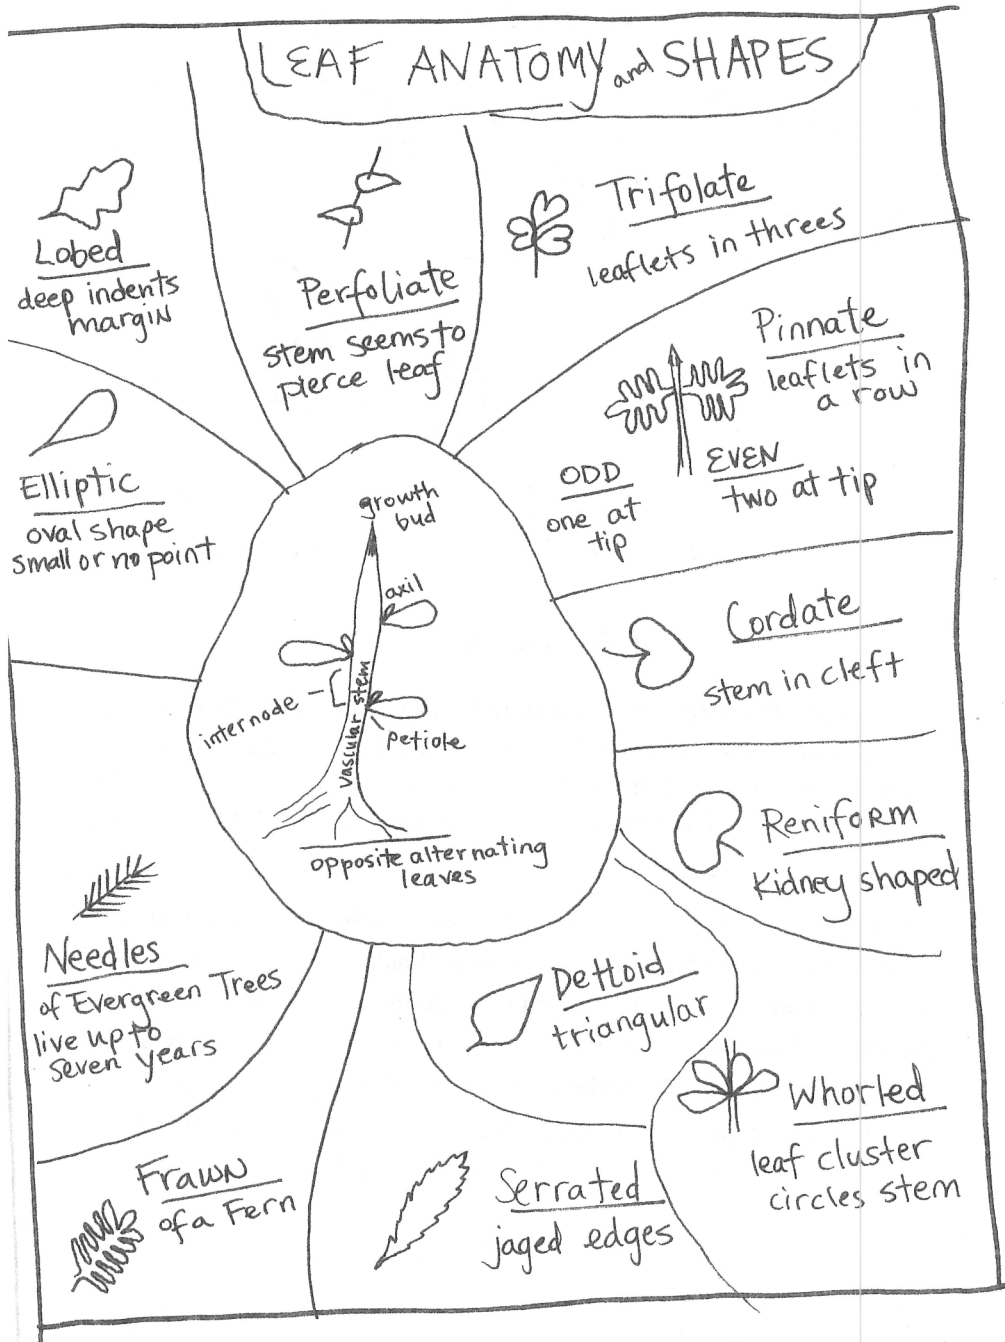 LEAF ANATOMY and SHAPES
Lobed
deep indents
margin
Perfoliate
stem seems to
pierce leaf
Trifolate
leaflets in threes
Pinnate
leaflets in
a row
ODD
one at
tip
EVEN
two at tip
Elliptic
oval shape
small or no point
growth
bud
axil
internode
vascular stem
petiole
opposite alternating
leaves
Cordate
stem in cleft
Reniform
Kidney shaped
Needles
of Evergreen Trees
live up to
seven years
Deltoid
triangular
Whorled
leaf cluster
circles stem
Frawn
of a Fern
Serrated
jaged edges